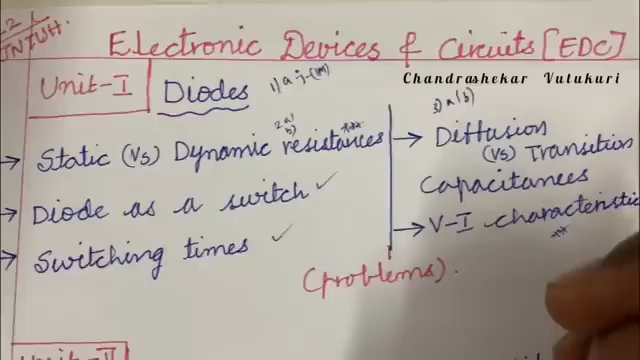 JNTUH.
Electronic Devices & Circuits [EDC]
Chandrashekar Vutukuri
Unit-I
Diodes
→ Static (Vs) Dynamic resistances ***
→ Diode as a switch ✓
→ Switching times ✓
→ Diffusion
(Vs) Transition
Capacitances
→ V-I characteristic
**
(problems).
Unit-II